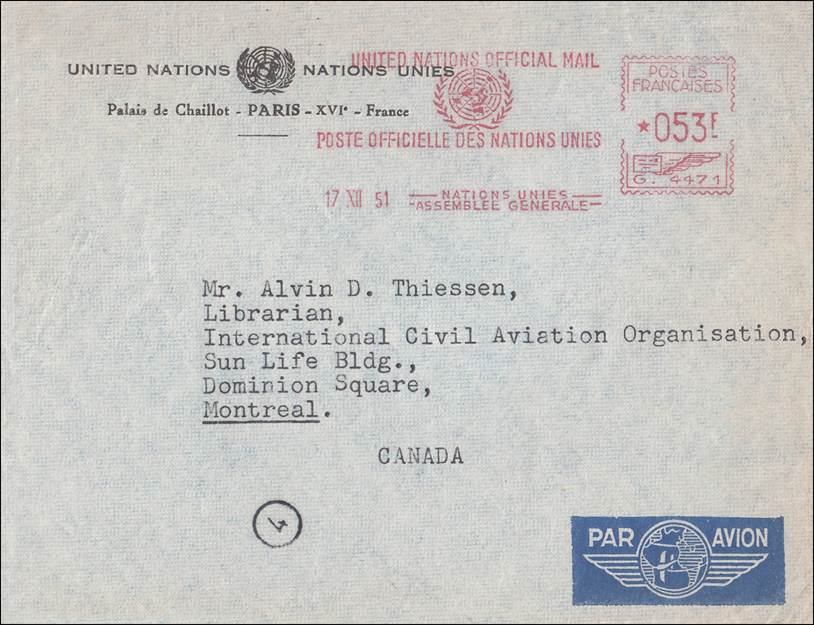 UNITED NATIONS NATIONS UNIES
Palais de Chaillot - PARIS - XVIᵉ - France
UNITED NATIONS OFFICIAL MAIL
POSTE OFFICIELLE DES NATIONS UNIES
17 XII 51
NATIONS UNIES
ASSEMBLEE GENERALE
POSTES
FRANÇAISES
*053F
G. 4471
Mr. Alvin D. Thiessen,
Librarian,
International Civil Aviation Organisation,
Sun Life Bldg.,
Dominion Square,
Montreal.
CANADA
PAR AVION